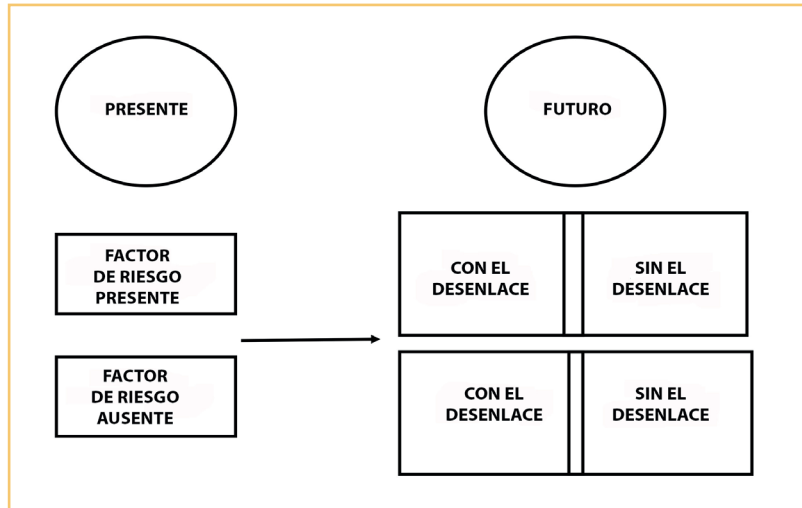 PRESENTE
FUTURO
FACTOR
DE RIESGO
PRESENTE
CON EL
DESENLACE
SIN EL
DESENLACE
FACTOR
DE RIESGO
AUSENTE
CON EL
DESENLACE
SIN EL
DESENLACE